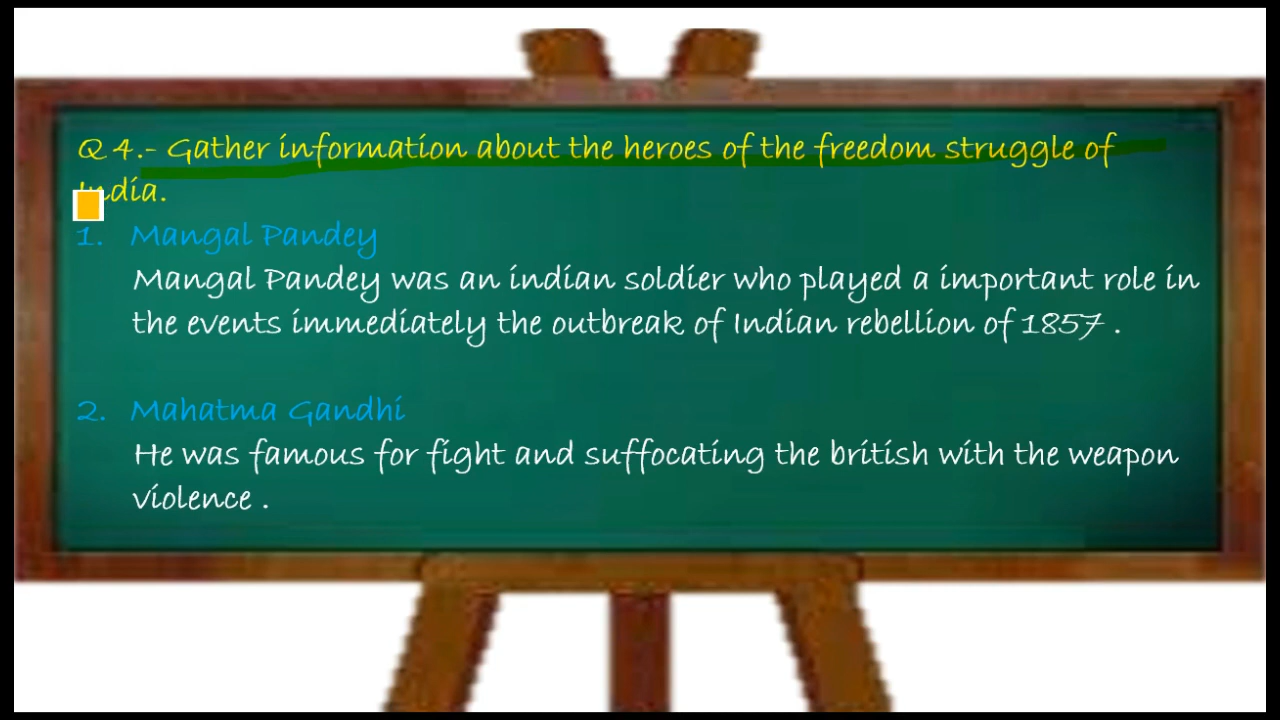 Q 4.- Gather information about the heroes of the freedom struggle of
India.
1. Mangal Pandey
Mangal Pandey was an indian soldier who played a important role in
the events immediately the outbreak of Indian rebellion of 1857 .
2. Mahatma Gandhi
He was famous for fight and suffocating the british with the weapon
violence .